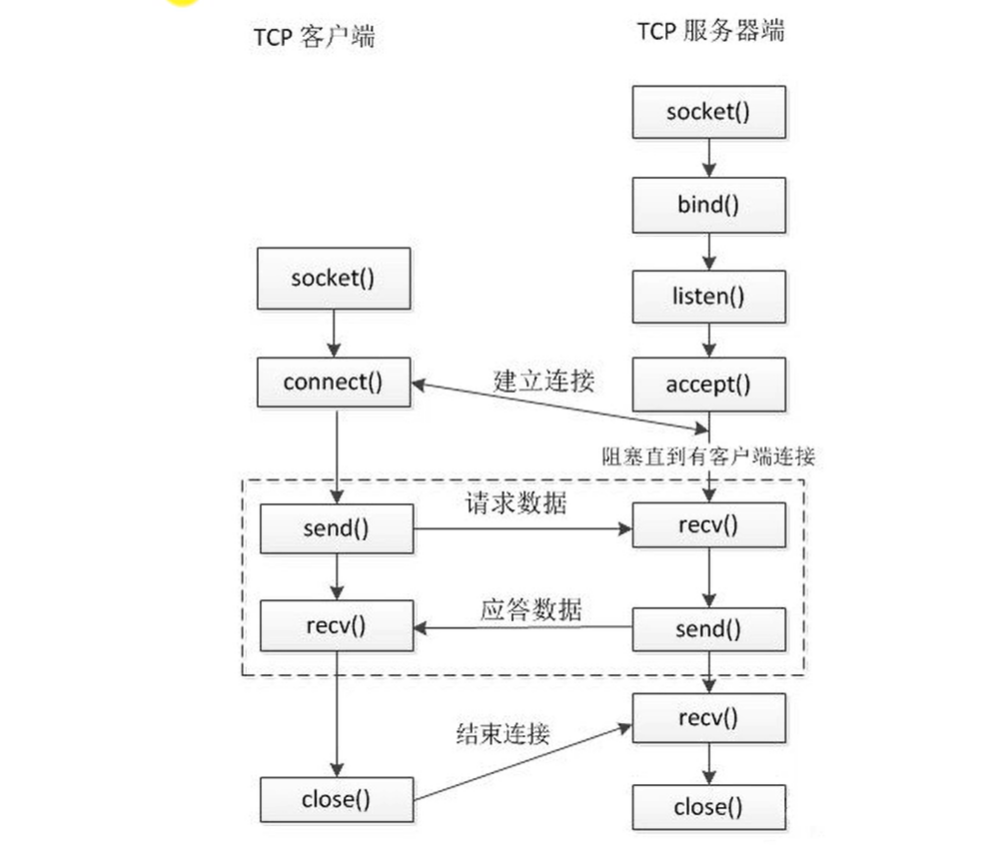 TCP 客户端
TCP 服务器端
socket()
bind()
socket()
listen()
connect()
建立连接
accept()
阻塞直到有客户端连接
send()
请求数据
recv()
recv()
应答数据
send()
recv()
结束连接
close()
close()